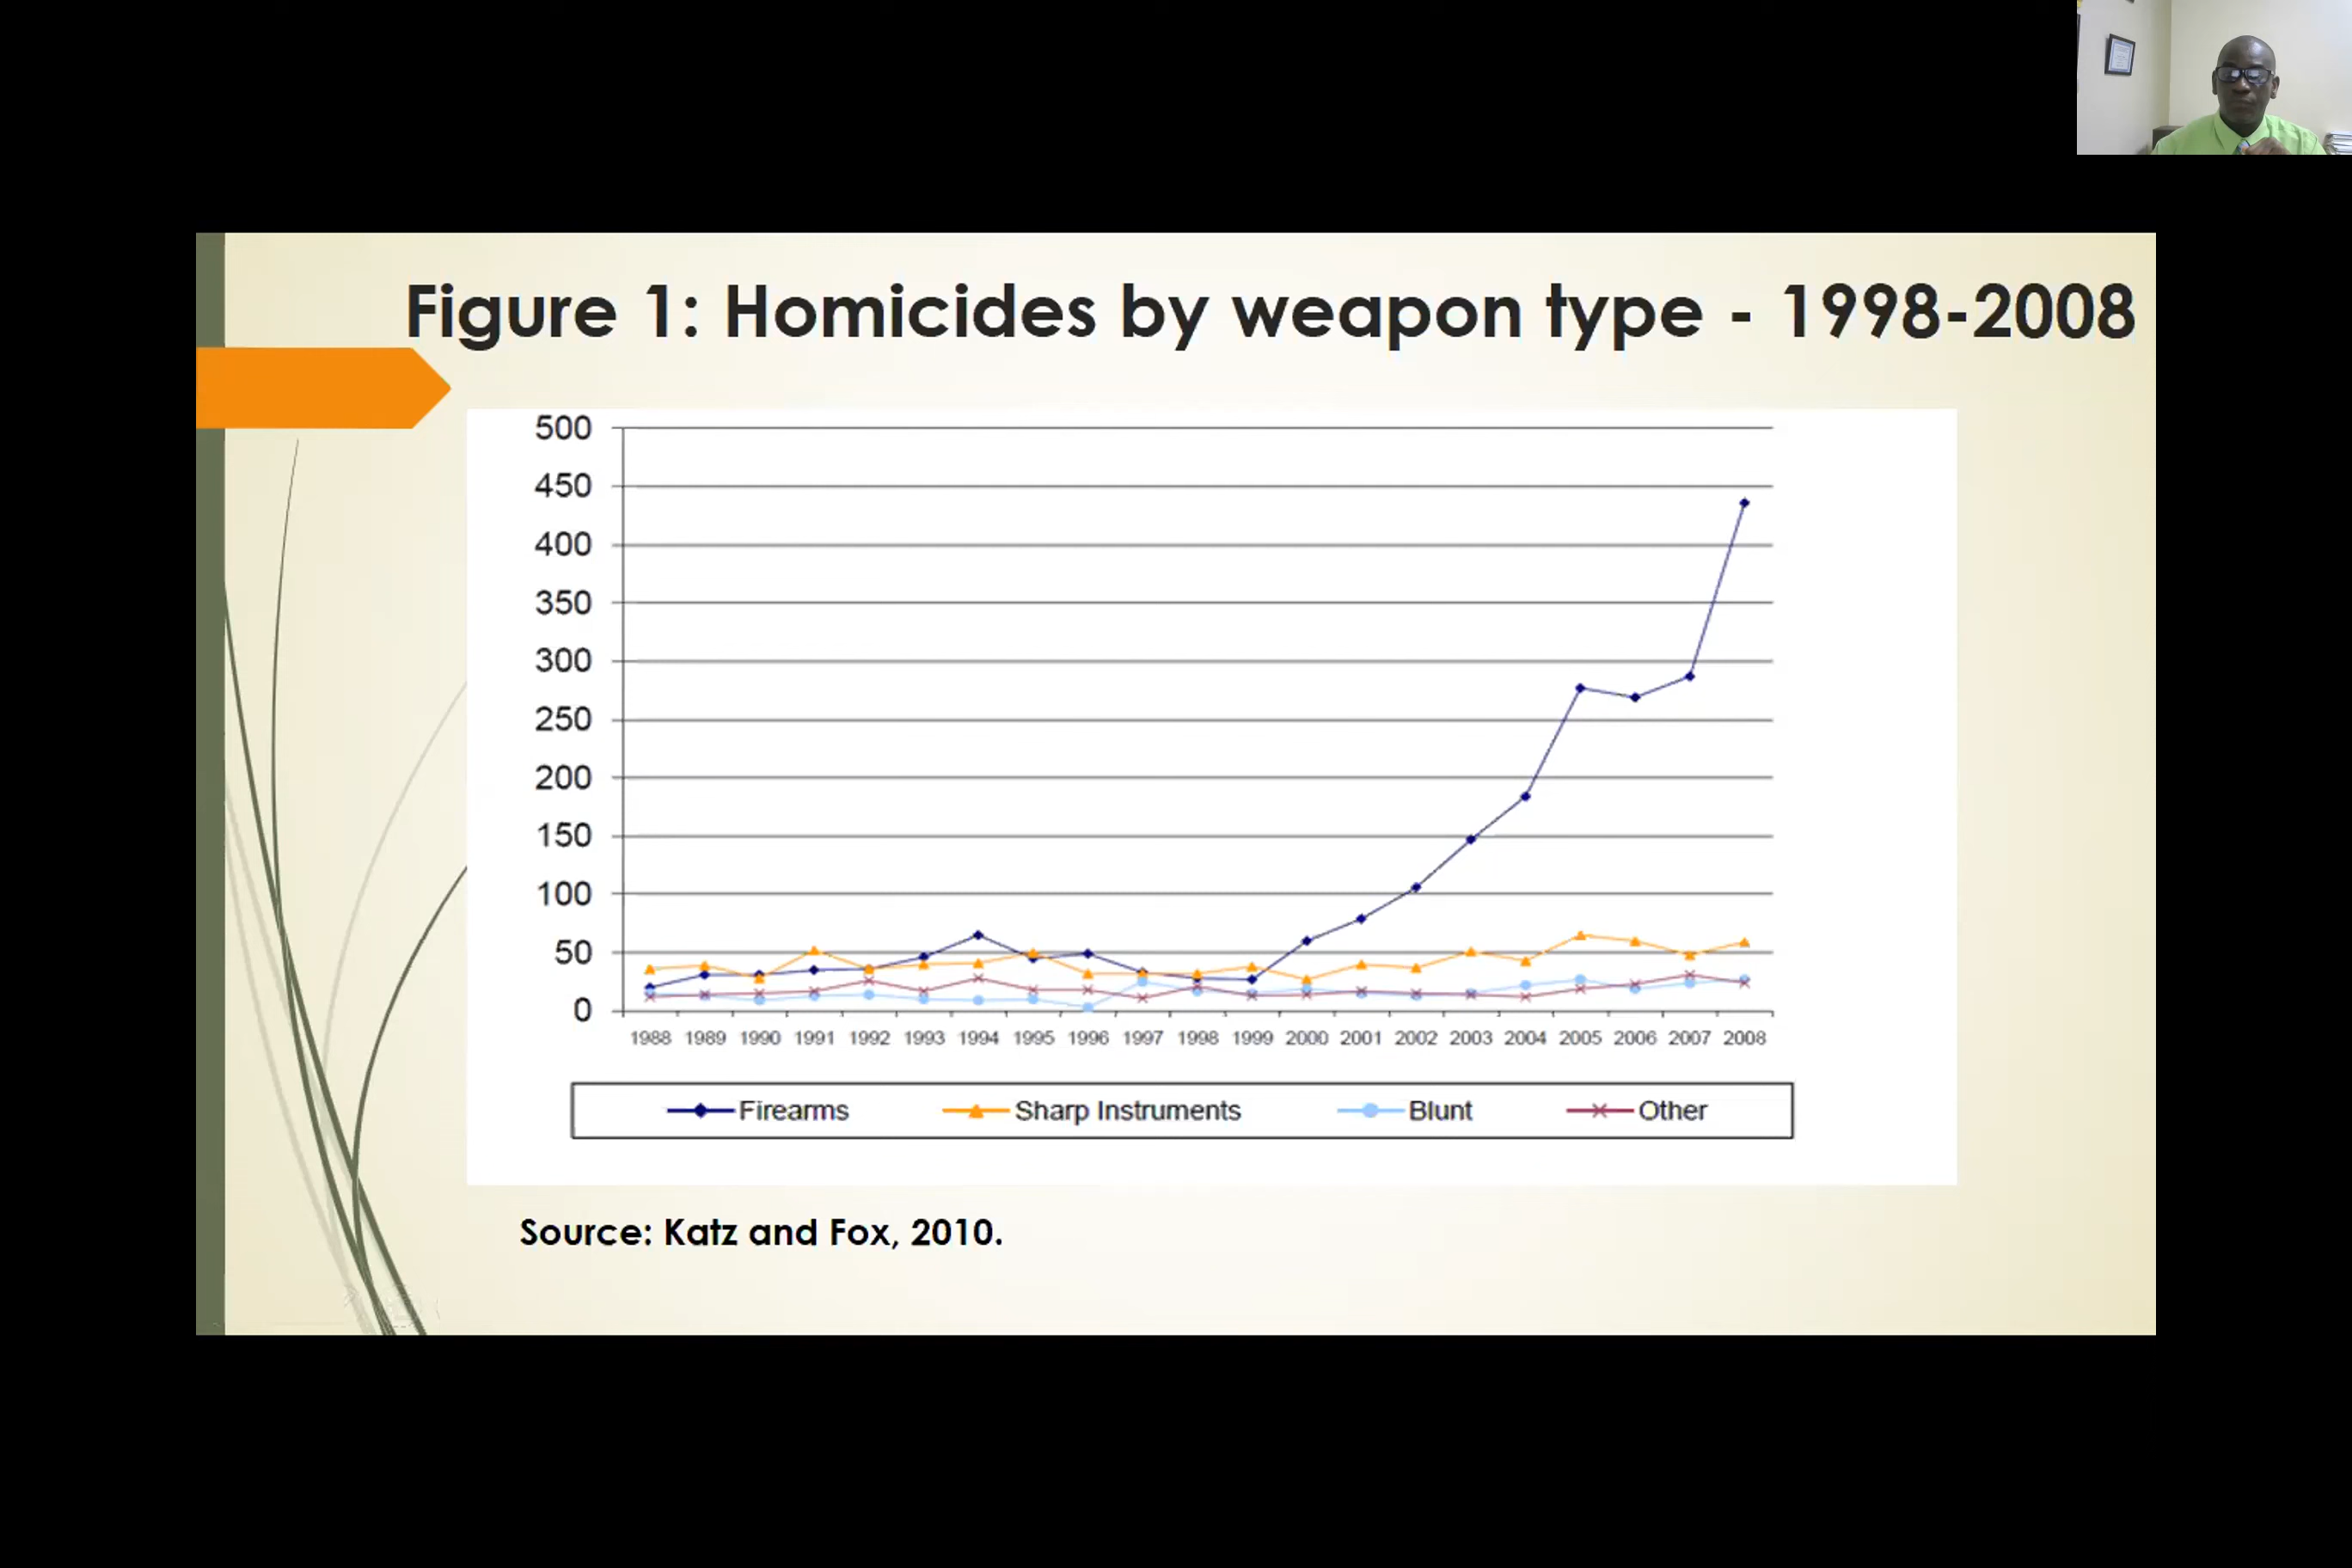 Figure 1: Homicides by weapon type - 1998-2008
500
450
400
350
300
250
200
150
100
50
0
1988 1989 1990 1991 1992 1993 1994 1995 1996 1997 1998 1999 2000 2001 2002 2003 2004 2005 2006 2007 2008
Firearms Sharp Instruments Blunt Other
Source: Katz and Fox, 2010.